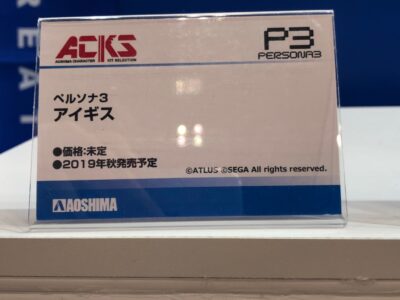 ACKS
AOSHIMA CHARACTER KIT SELECTION
P3
PERSONA3
ペルソナ3
アイギス
●価格:未定
●2019年秋発売予定
©ATLUS ©SEGA All rights reserved.
AOSHIMA
REAT